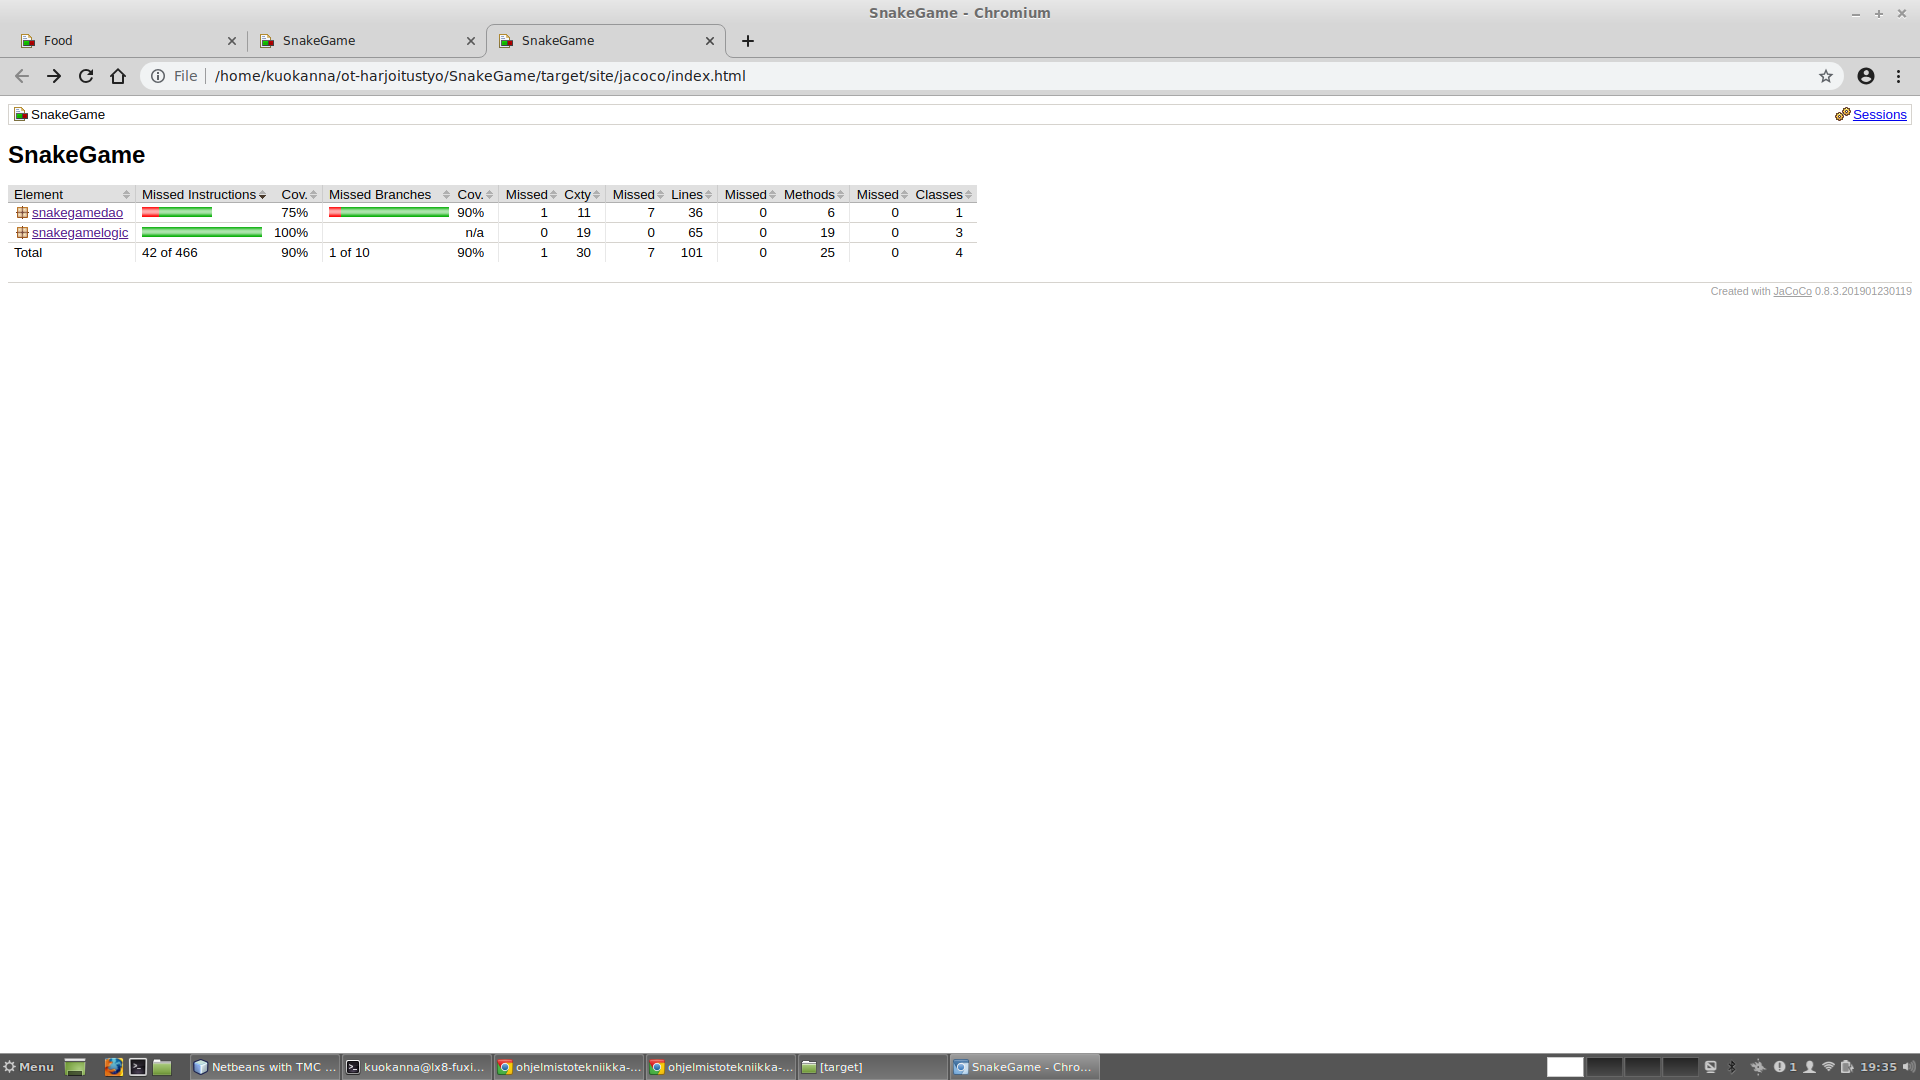 SnakeGame - Chromium
Food SnakeGame SnakeGame
File /home/kuokanna/ot-harjoitustyo/SnakeGame/target/site/jacoco/index.html
SnakeGame Sessions
SnakeGame
Element Missed Instructions Cov. Missed Branches Cov. Missed Cxty Missed Lines Missed Methods Missed Classes
snakegamedao 75% 90% 1 11 7 36 0 6 0 1
snakegamelogic 100% n/a 0 19 0 65 0 19 0 3
Total 42 of 466 90% 1 of 10 90% 1 30 7 101 0 25 0 4
Created with JaCoCo 0.8.3.201901230119
Menu Netbeans with TMC ... kuokanna@lx8-fuxi... ohjelmistotekniikka-... ohjelmistotekniikka-... [target] SnakeGame - Chro... 1 19:35